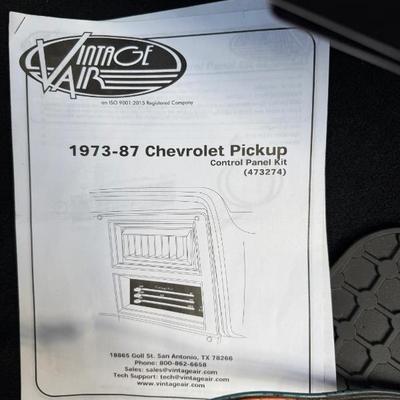 VINTAGE
AIR
an ISO 9001:2015 Registered Company
1973-87 Chevrolet Pickup
Control Panel Kit
(473274)
18865 Goll St. San Antonio, TX 78266
Phone: 800-862-6658
Sales: sales@vintageair.com
Tech Support: tech@vintageair.com
www.vintageair.com